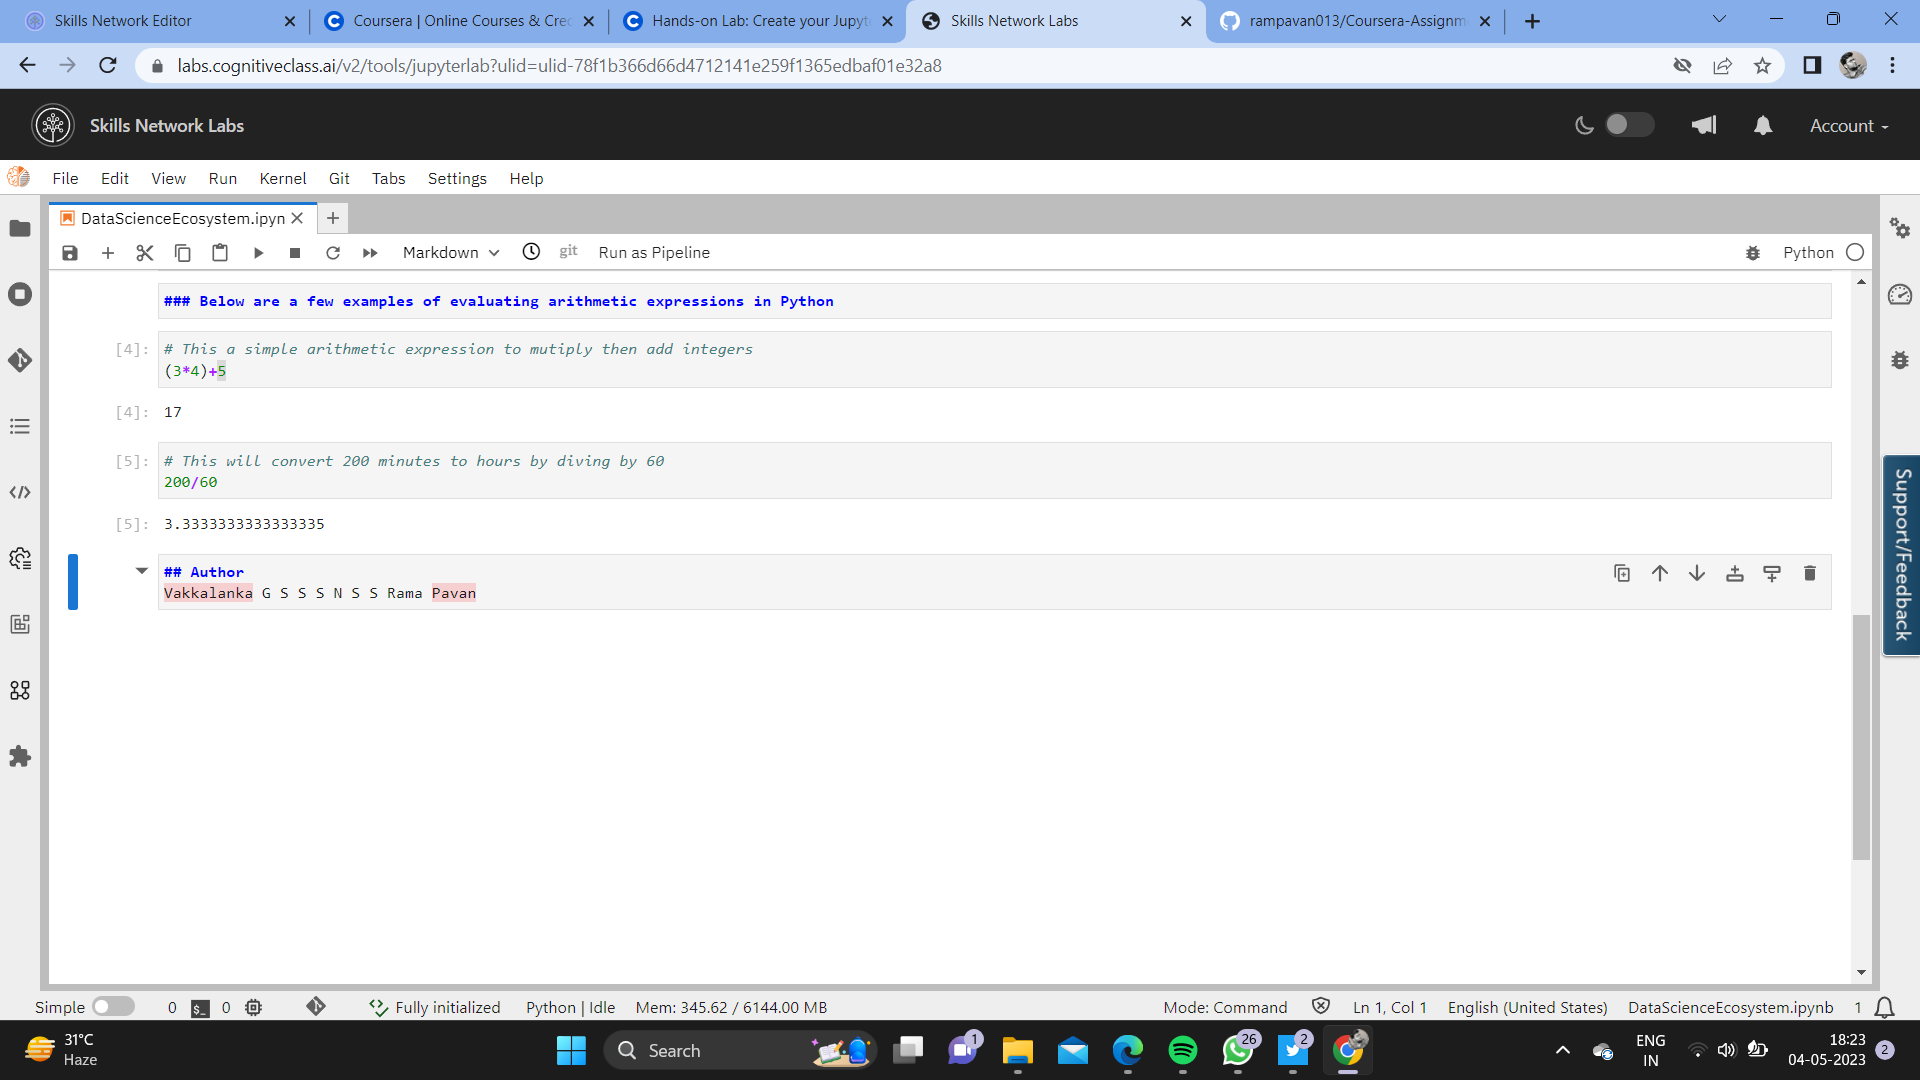 Skills Network Editor
Coursera | Online Courses & Cred
Hands-on Lab: Create your Jupyte
Skills Network Labs
rampavan013/Coursera-Assignm
labs.cognitiveclass.ai/v2/tools/jupyterlab?ulid=ulid-78f1b366d66d4712141e259f1365edbaf01e32a8
Skills Network Labs
Account
File Edit View Run Kernel Git Tabs Settings Help
DataScienceEcosystem.ipyn
Markdown
git
Run as Pipeline
Python
### Below are a few examples of evaluating arithmetic expressions in Python
[4]: # This a simple arithmetic expression to mutiply then add integers
(3*4)+5
[4]: 17
[5]: # This will convert 200 minutes to hours by diving by 60
200/60
[5]: 3.3333333333333335
## Author
Vakkalanka G S S S N S S Rama Pavan
Support/Feedback
Simple 0 $_ 0 Fully initialized Python | Idle Mem: 345.62 / 6144.00 MB Mode: Command Ln 1, Col 1 English (United States) DataScienceEcosystem.ipynb 1
31°C
Haze
Search
1
26
2
ENG
IN
18:23
04-05-2023
2